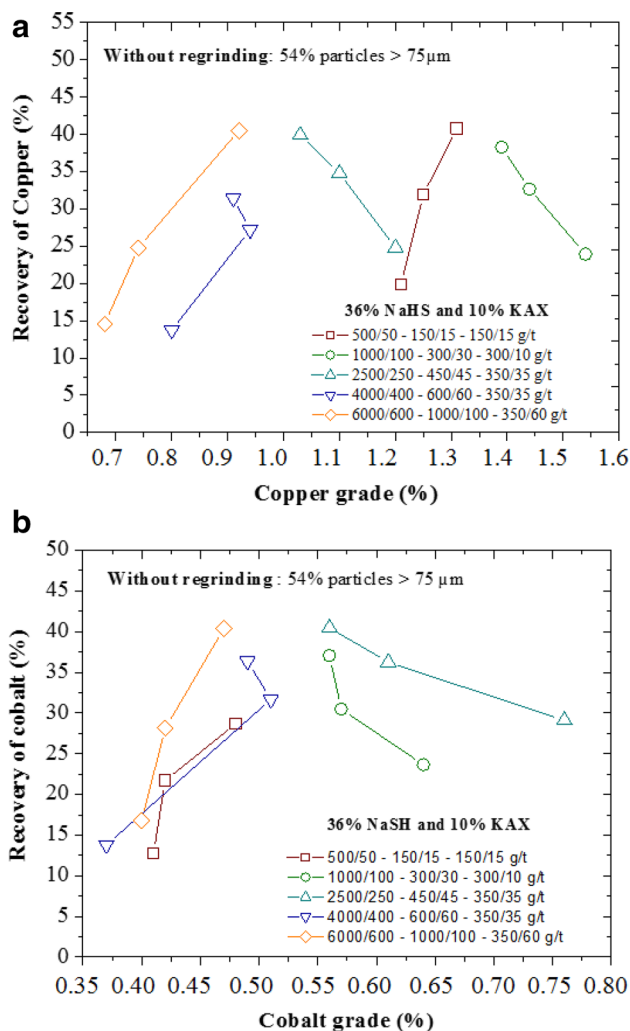 a
55
50
45
40
35
30
25
20
15
10
5
0
Recovery of Copper (%)
Without regrinding: 54% particles > 75µm
36% NaHS and 10% KAX
500/50 - 150/15 - 150/15 g/t
1000/100 - 300/30 - 300/10 g/t
2500/250 - 450/45 - 350/35 g/t
4000/400 - 600/60 - 350/35 g/t
6000/600 - 1000/100 - 350/60 g/t
0.7 0.8 0.9 1.0 1.1 1.2 1.3 1.4 1.5 1.6
Copper grade (%)
b
50
45
40
35
30
25
20
15
10
5
0
Recovery of cobalt (%)
Without regrinding : 54% particles > 75 µm
36% NaSH and 10% KAX
500/50 - 150/15 - 150/15 g/t
1000/100 - 300/30 - 300/10 g/t
2500/250 - 450/45 - 350/35 g/t
4000/400 - 600/60 - 350/35 g/t
6000/600 - 1000/100 - 350/60 g/t
0.35 0.40 0.45 0.50 0.55 0.60 0.65 0.70 0.75 0.80
Cobalt grade (%)